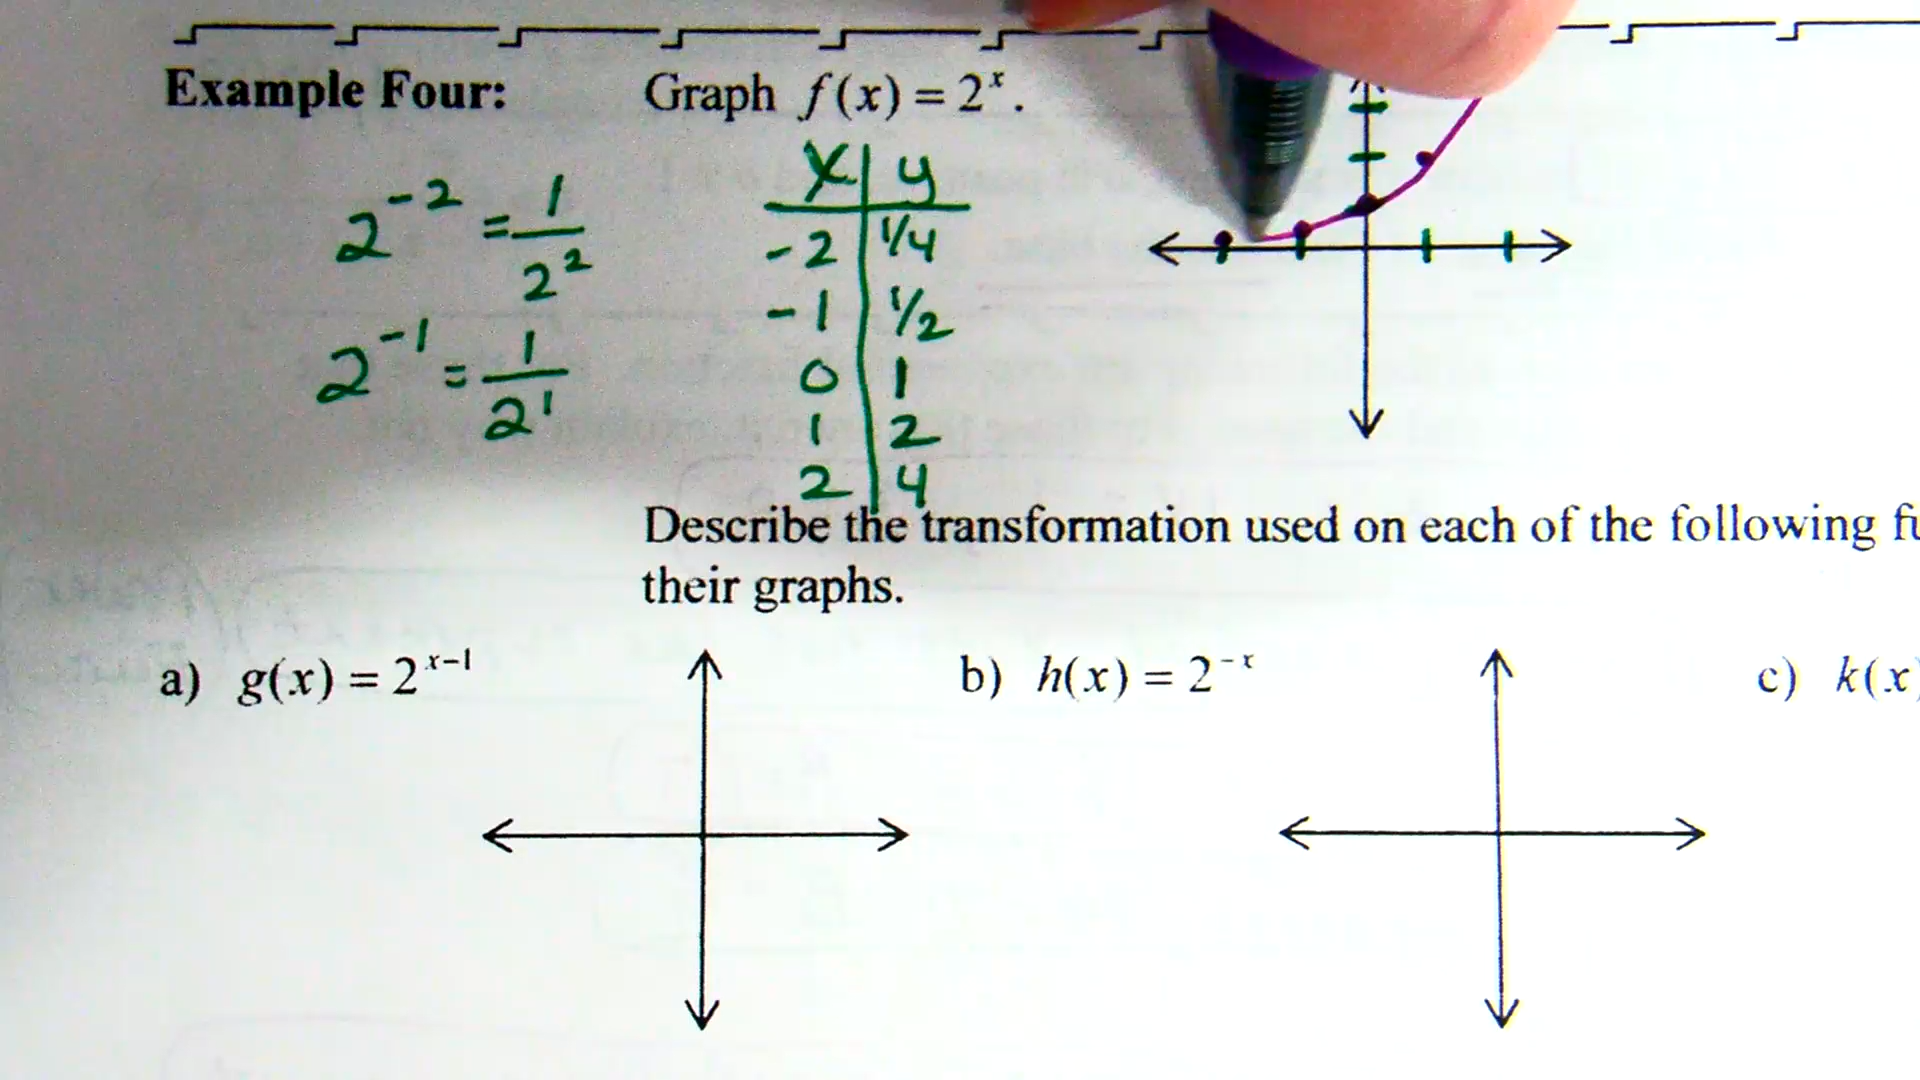 Example Four: Graph f(x) = 2^x.
2^-2 = 1/2^2
2^-1 = 1/2^1
x | y
-2 | 1/4
-1 | 1/2
0 | 1
1 | 2
2 | 4
Describe the transformation used on each of the following
their graphs.
a) g(x) = 2^x-1 b) h(x) = 2^-x c) k(x)